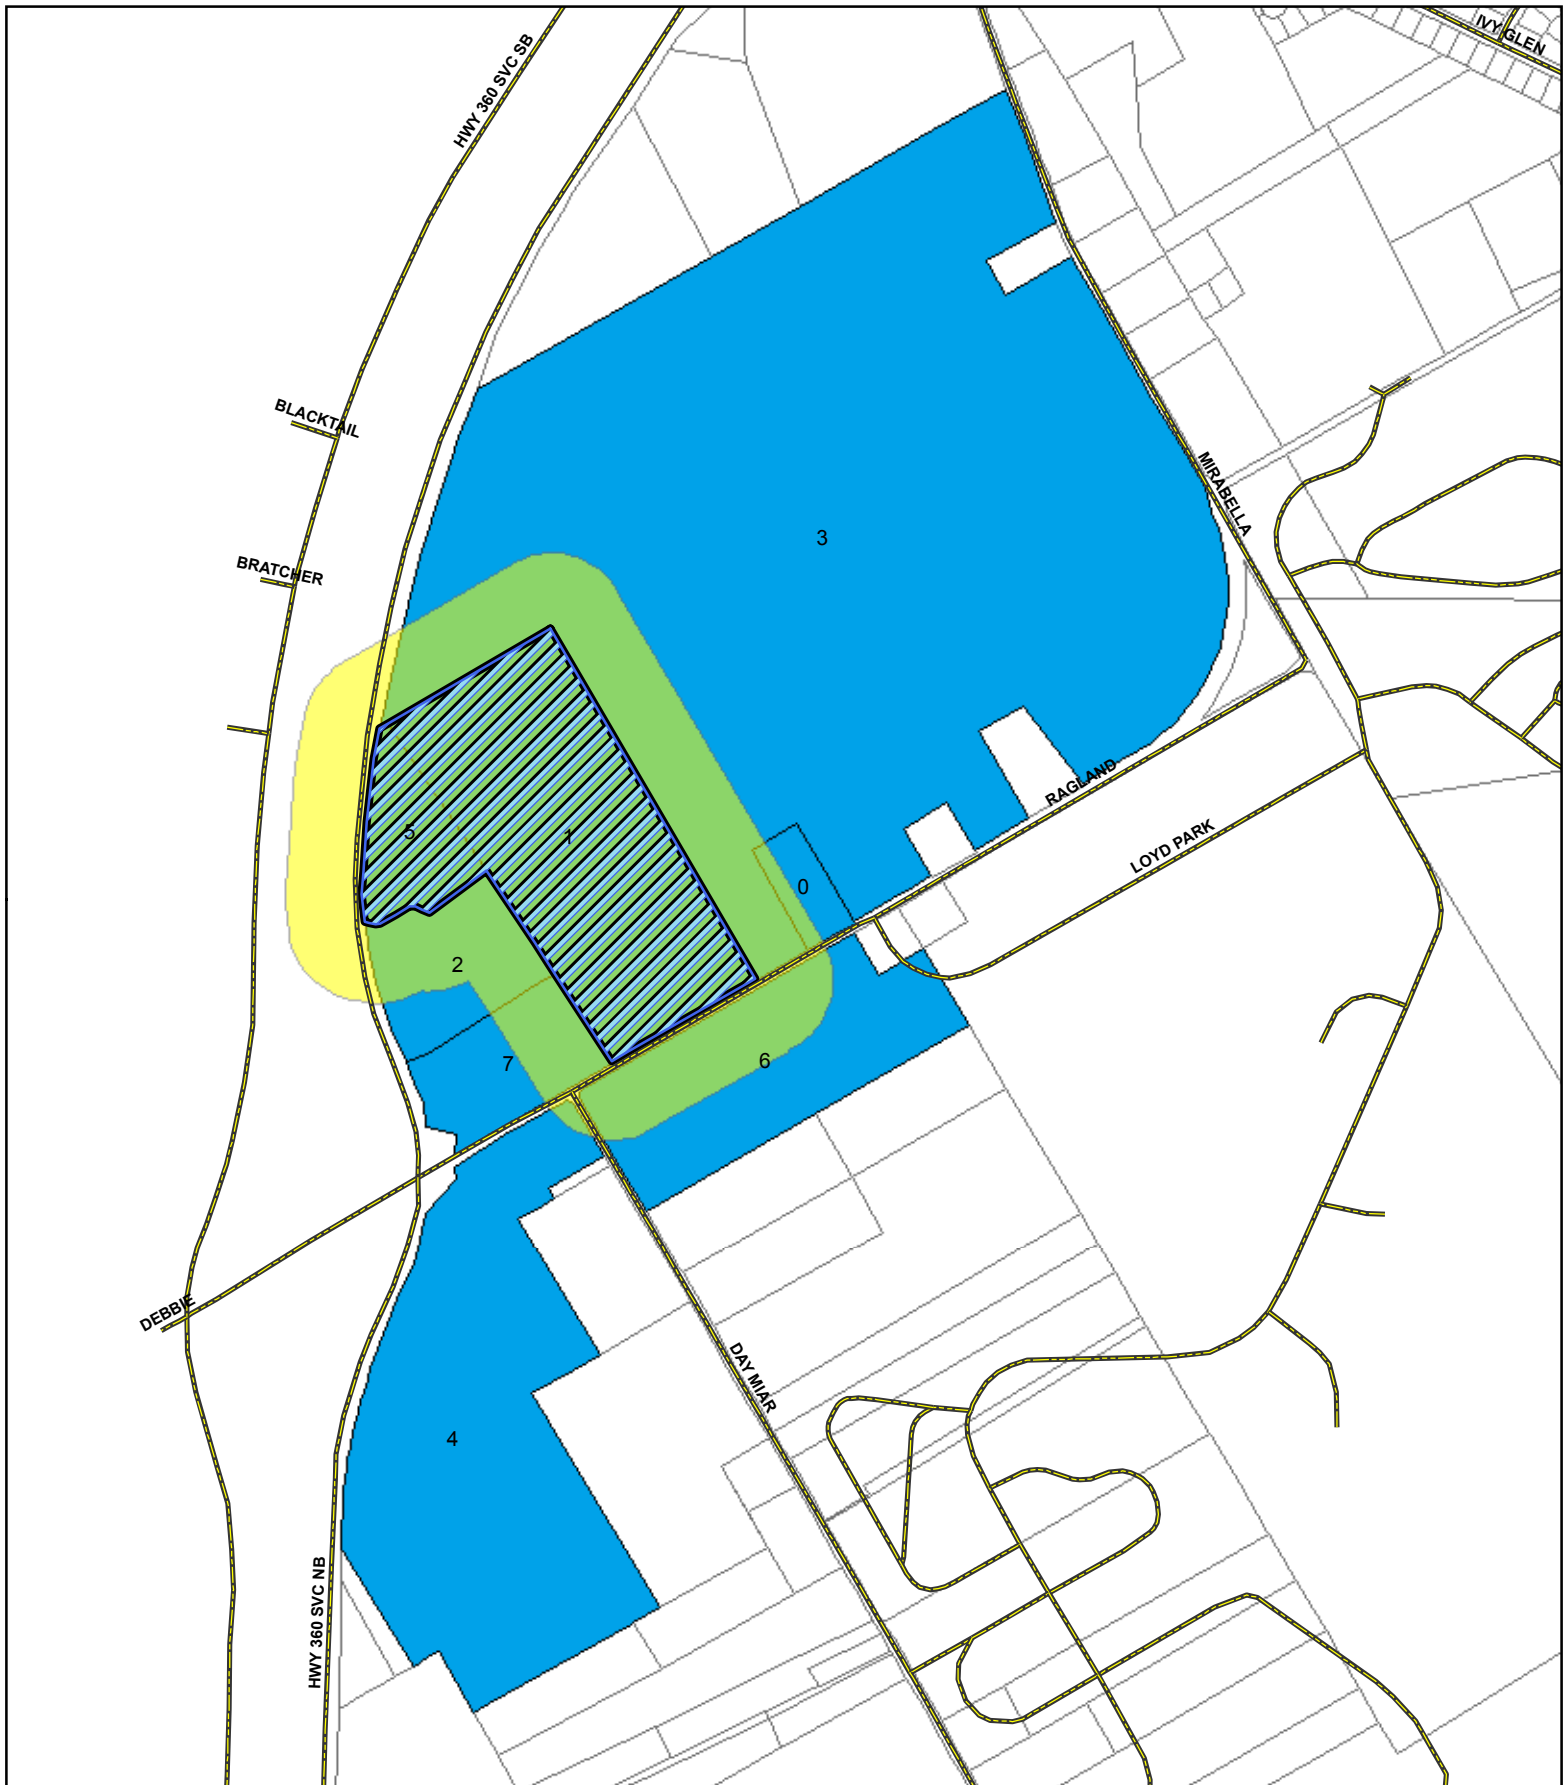 IVY GLEN
HWY 360 SVC SB
BLACKTAIL
MIRABELLA
3
BRATCHER
RAGLAND
5
1
LOYD PARK
0
2
7
6
DEBBIE
DAY MIAR
4
HWY 360 SVC NB